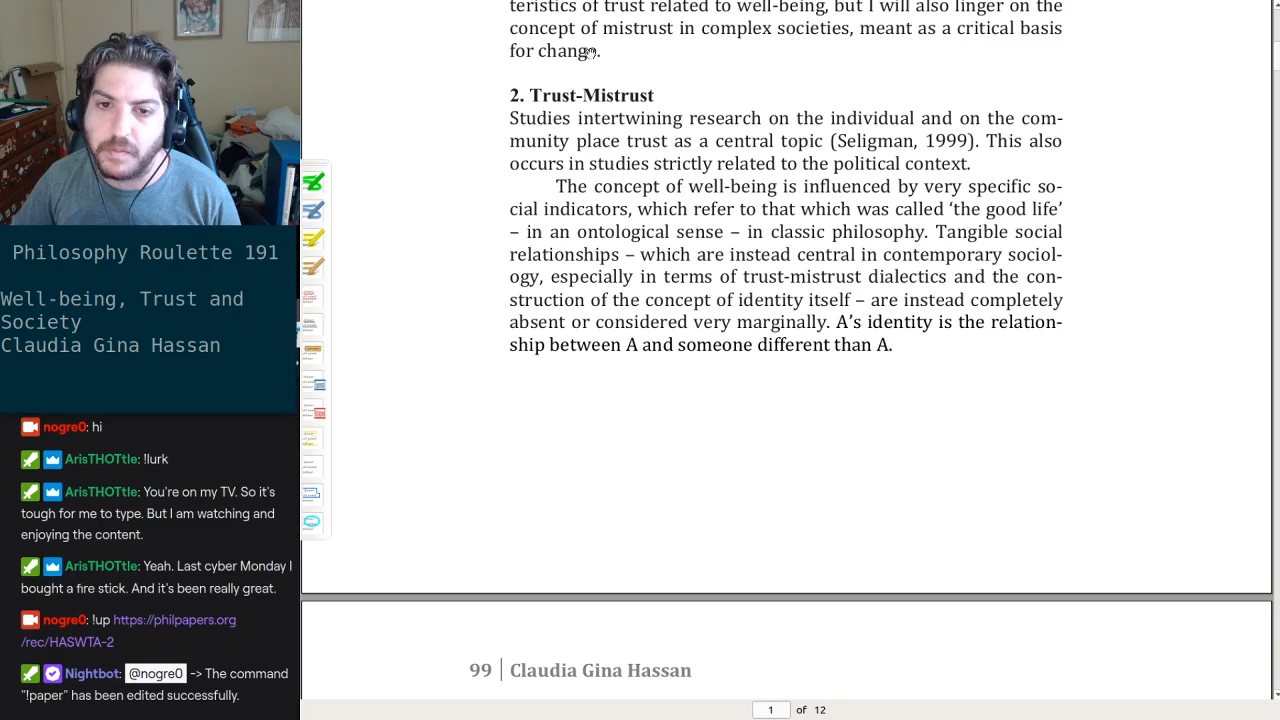 Philosophy Roulette 191
Well-being, Trust and
Society
Claudia Gina Hassan
nogre0: hi
ArisTHOTtle: !lurk
ArisTHOTtle: You're on my TV. So it's
tough for me to type. But I am watching and
enjoying the content.
ArisTHOTtle: Yeah. Last cyber Monday I
bought a fire stick. And it's been really great.
nogre0: !up https://philpapers.org
/rec/HASWTA-2
Nightbot: @nogre0 -> The command
"!paper" has been edited successfully.
teristics of trust related to well-being, but I will also linger on the
concept of mistrust in complex societies, meant as a critical basis
for change.
2. Trust-Mistrust
Studies intertwining research on the individual and on the com-
munity place trust as a central topic (Seligman, 1999). This also
occurs in studies strictly related to the political context.
The concept of well-being is influenced by very specific so-
cial indicators, which refer to that which was called ‘the good life’
– in an ontological sense – in classic philosophy. Tangible social
relationships – which are instead central in contemporary sociol-
ogy, especially in terms of trust-mistrust dialectics and the con-
struction of the concept of identity itself – are instead completely
absent or considered very marginally. A’s identity is the relation-
ship between A and someone different than A.
99 | Claudia Gina Hassan
1 of 12